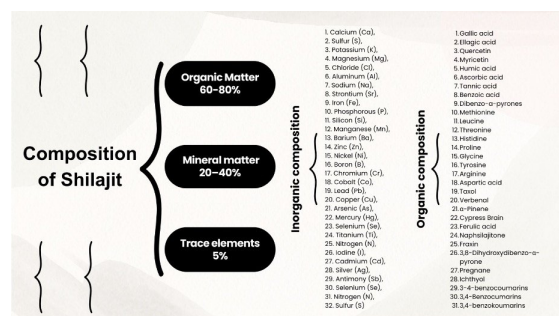 Composition
of Shilajit
Organic Matter
60-80%
Mineral matter
20-40%
Trace elements
5%
Inorganic composition
1. Calcium (Ca),
2. Sulfur (S),
3. Potassium (K),
4. Magnesium (Mg),
5. Chloride (Cl),
6. Aluminum (Al),
7. Sodium (Na),
8. Strontium (Sr),
9. Iron (Fe),
10. Phosphorous (P),
11. Silicon (Si),
12. Manganese (Mn),
13. Barium (Ba),
14. Zinc (Zn),
15. Nickel (Ni),
16. Boron (B),
17. Chromium (Cr),
18. Cobalt (Co),
19. Lead (Pb),
20. Copper (Cu),
21. Arsenic (As),
22. Mercury (Hg),
23. Selenium (Se),
24. Titanium (Ti),
25. Nitrogen (N),
26. Iodine (I),
27. Cadmium (Cd),
28. Silver (Ag),
29. Antimony (Sb),
30. Selenium (Se),
31. Nitrogen (N),
32. Sulfur (S)
Organic composition
1. Gallic acid
2. Ellagic acid
3. Quercetin
4. Myricetin
5. Humic acid
6. Ascorbic acid
7. Tannic acid
8. Benzoic acid
9. Dibenzo-α-pyrones
10. Methionine
11. Leucine
12. Threonine
13. Histidine
14. Proline
15. Glycine
16. Tyrosine
17. Arginine
18. Aspartic acid
19. Taxol
20. Verbenal
21. α-Pinene
22. Cypress Brain
23. Ferulic acid
24. Naphsilajitone
25. Fraxin
26. 3,8-Dihydroxydibenzo-α-
pyrone
27. Pregnane
28. Ichthyol
29. 3-4-benzocoumarins
30. 3,4-Benzocumarins
31. 3,4-benzokoumarins